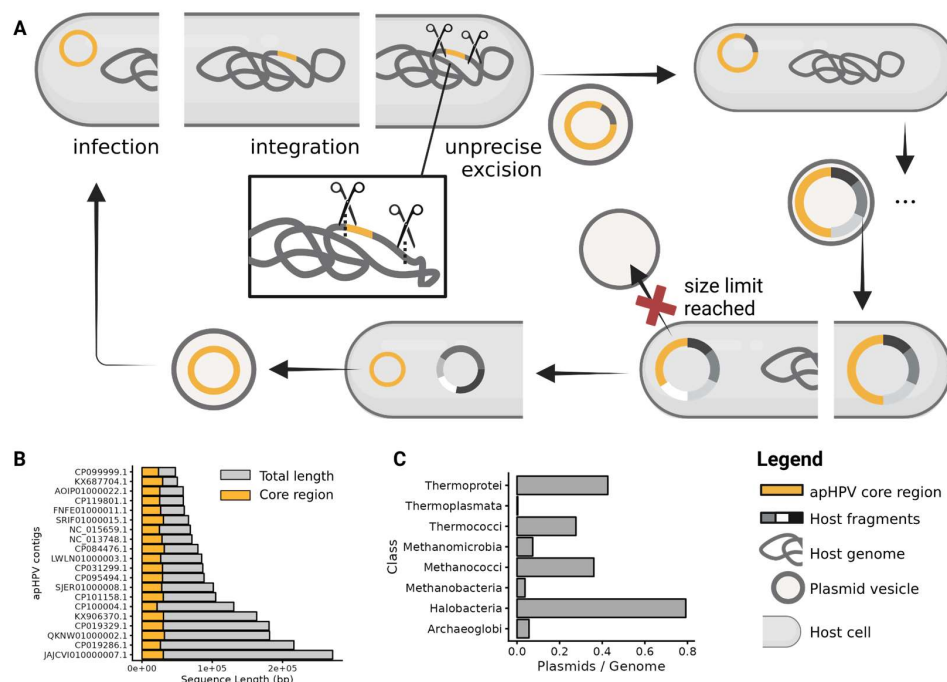 A
infection
integration
unprecise
excision
...
size limit
reached
B
CP099999.1
KX687704.1
AOIP01000022.1
CP119801.1
FNFE01000011.1
SRIF01000015.1
NC_015659.1
NC_013748.1
CP084476.1
LWLN01000003.1
CP031299.1
CP095494.1
SJER01000008.1
CP101158.1
CP100004.1
KX906370.1
CP019329.1
QKNW01000002.1
CP019286.1
JAJCVI010000007.1
apHPV contigs
Total length
Core region
0e+00
1e+05
2e+05
Sequence Length (bp)
C
Class
Thermoprotei
Thermoplasmata
Thermococci
Methanomicrobia
Methanococci
Methanobacteria
Halobacteria
Archaeoglobi
0.0 0.2 0.4 0.6 0.8
Plasmids / Genome
Legend
apHPV core region
Host fragments
Host genome
Plasmid vesicle
Host cell